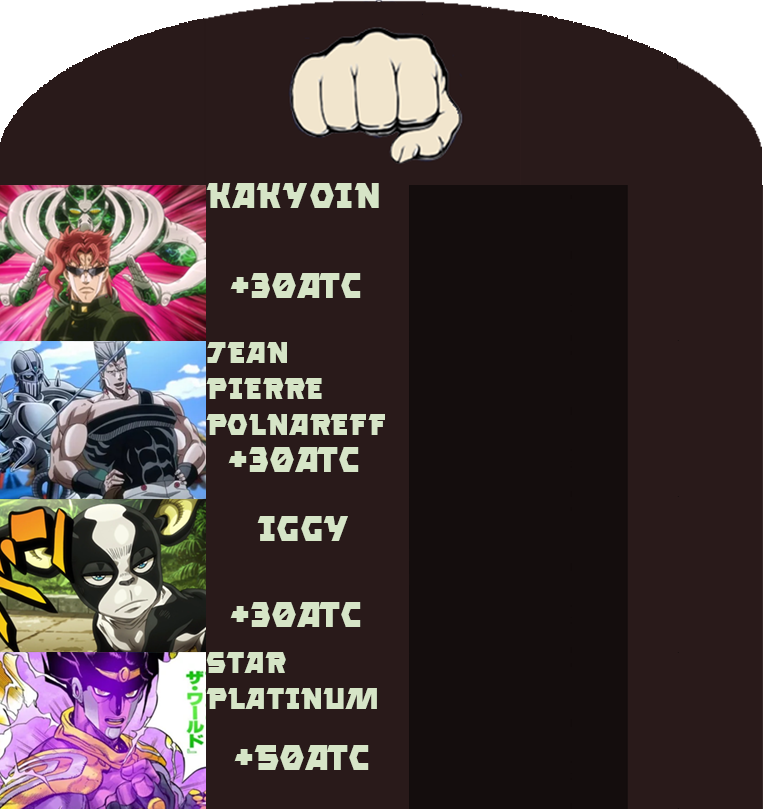 KAKYOIN
+30ATC
JEAN
PIERRE
POLNAREFF
+30ATC
IGGY
+30ATC
STAR
PLATINUM
+50ATC
ザ・ワールド